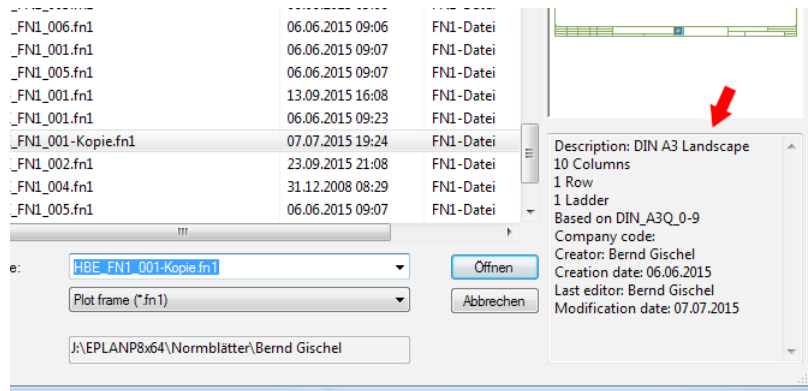 _FN1_006.fn1 06.06.2015 09:06 FN1-Datei
_FN1_001.fn1 06.06.2015 09:07 FN1-Datei
_FN1_005.fn1 06.06.2015 09:07 FN1-Datei
_FN1_001.fn1 13.09.2015 16:08 FN1-Datei
_FN1_001.fn1 06.06.2015 09:23 FN1-Datei
_FN1_001-Kopie.fn1 07.07.2015 19:24 FN1-Datei
_FN1_002.fn1 23.09.2015 21:08 FN1-Datei
_FN1_004.fn1 31.12.2008 08:29 FN1-Datei
_FN1_005.fn1 06.06.2015 09:07 FN1-Datei
e: HBE_FN1_001-Kopie.fn1 Öffnen
Plot frame (*.fn1) Abbrechen
J:\EPLANP8x64\Normblätter\Bernd Gischel
Description: DIN A3 Landscape
10 Columns
1 Row
1 Ladder
Based on DIN_A3Q_0-9
Company code:
Creator: Bernd Gischel
Creation date: 06.06.2015
Last editor: Bernd Gischel
Modification date: 07.07.2015